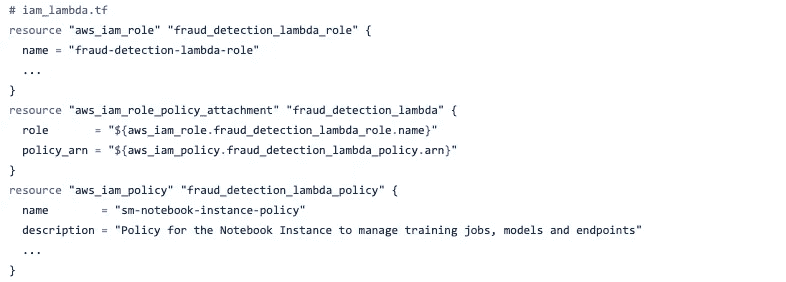 # iam_lambda.tf
resource "aws_iam_role" "fraud_detection_lambda_role" {
  name = "fraud-detection-lambda-role"
  ...
}
resource "aws_iam_role_policy_attachment" "fraud_detection_lambda" {
  role       = "${aws_iam_role.fraud_detection_lambda_role.name}"
  policy_arn = "${aws_iam_policy.fraud_detection_lambda_policy.arn}"
}
resource "aws_iam_policy" "fraud_detection_lambda_policy" {
  name        = "sm-notebook-instance-policy"
  description = "Policy for the Notebook Instance to manage training jobs, models and endpoints"
  ...
}